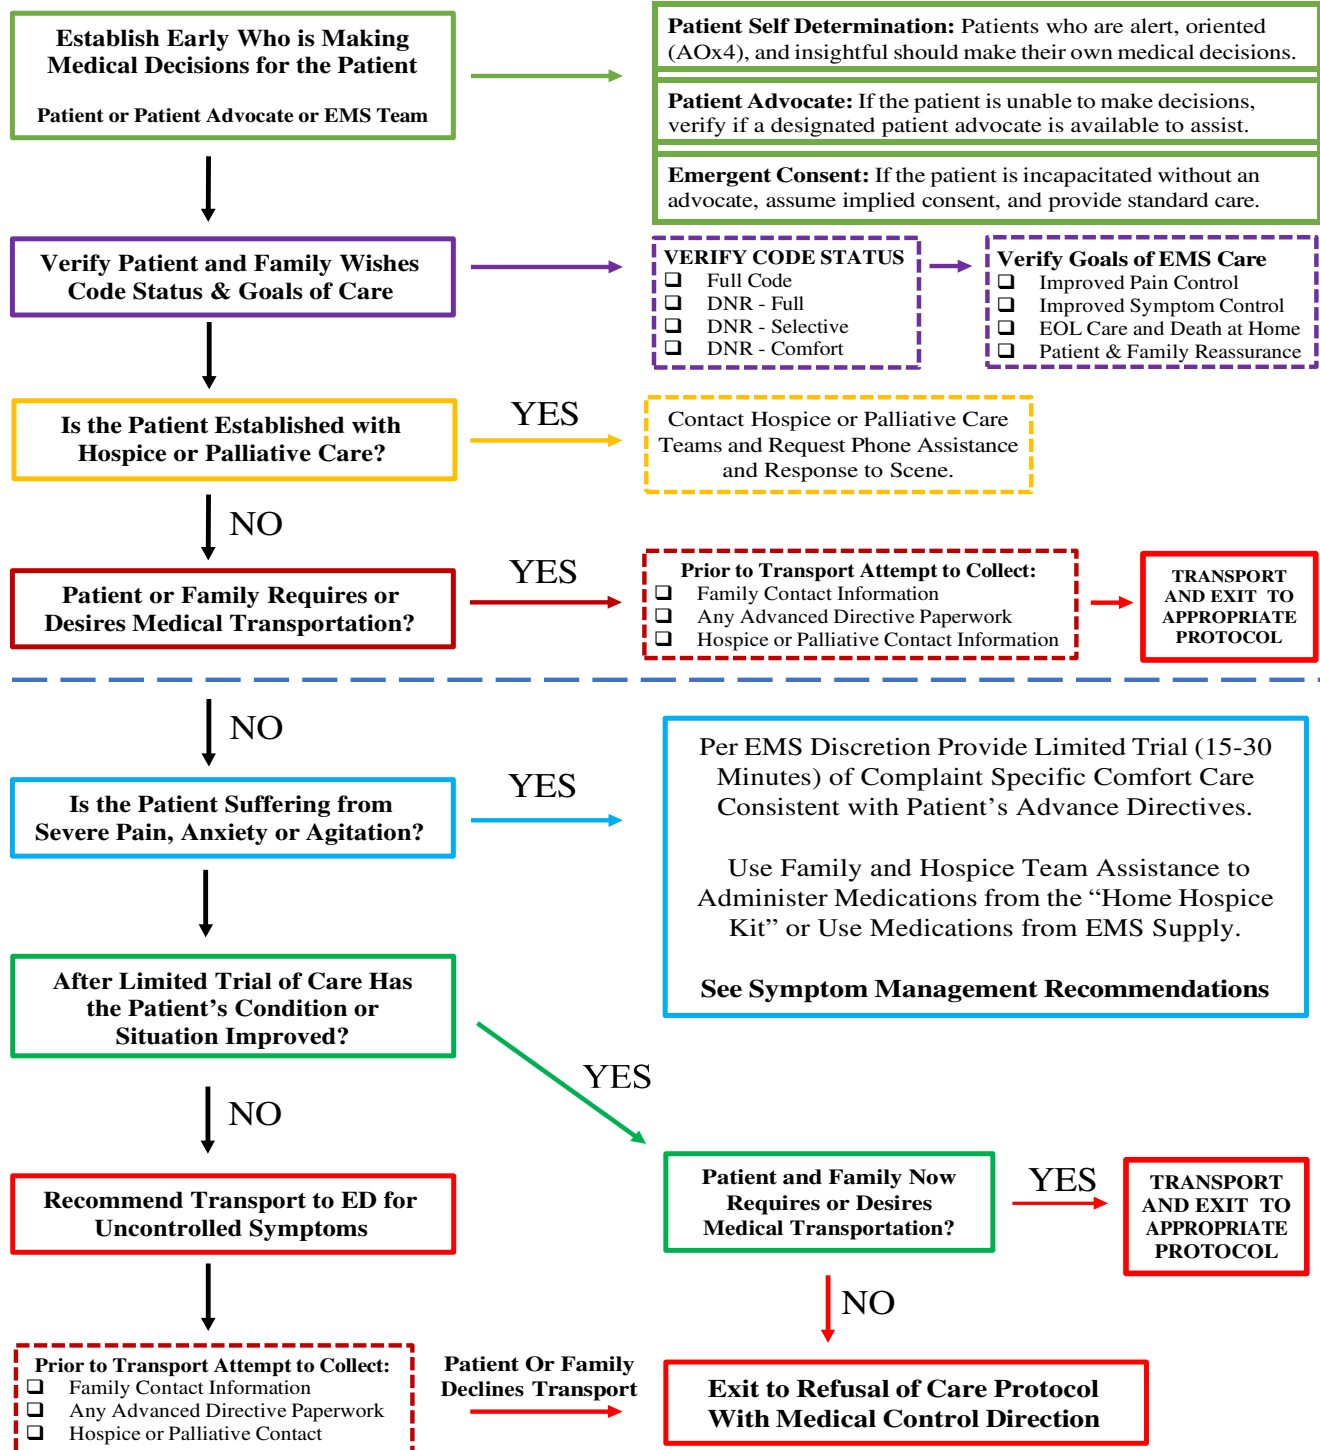 Establish Early Who is Making
Medical Decisions for the Patient
Patient or Patient Advocate or EMS Team
Patient Self Determination: Patients who are alert, oriented
(AOx4), and insightful should make their own medical decisions.
Patient Advocate: If the patient is unable to make decisions,
verify if a designated patient advocate is available to assist.
Emergent Consent: If the patient is incapacitated without an
advocate, assume implied consent, and provide standard care.
Verify Patient and Family Wishes
Code Status & Goals of Care
VERIFY CODE STATUS
❑ Full Code
❑ DNR - Full
❑ DNR - Selective
❑ DNR - Comfort
Verify Goals of EMS Care
❑ Improved Pain Control
❑ Improved Symptom Control
❑ EOL Care and Death at Home
❑ Patient & Family Reassurance
Is the Patient Established with
Hospice or Palliative Care?
YES
Contact Hospice or Palliative Care
Teams and Request Phone Assistance
and Response to Scene.
NO
Patient or Family Requires or
Desires Medical Transportation?
YES
Prior to Transport Attempt to Collect:
❑ Family Contact Information
❑ Any Advanced Directive Paperwork
❑ Hospice or Palliative Contact Information
TRANSPORT
AND EXIT TO
APPROPRIATE
PROTOCOL
NO
Is the Patient Suffering from
Severe Pain, Anxiety or Agitation?
YES
Per EMS Discretion Provide Limited Trial (15-30
Minutes) of Complaint Specific Comfort Care
Consistent with Patient’s Advance Directives.
Use Family and Hospice Team Assistance to
Administer Medications from the “Home Hospice
Kit” or Use Medications from EMS Supply.
See Symptom Management Recommendations
After Limited Trial of Care Has
the Patient’s Condition or
Situation Improved?
YES
NO
Patient and Family Now
Requires or Desires
Medical Transportation?
YES
TRANSPORT
AND EXIT TO
APPROPRIATE
PROTOCOL
Recommend Transport to ED for
Uncontrolled Symptoms
NO
Prior to Transport Attempt to Collect:
❑ Family Contact Information
❑ Any Advanced Directive Paperwork
❑ Hospice or Palliative Contact
Patient Or Family
Declines Transport
Exit to Refusal of Care Protocol
With Medical Control Direction